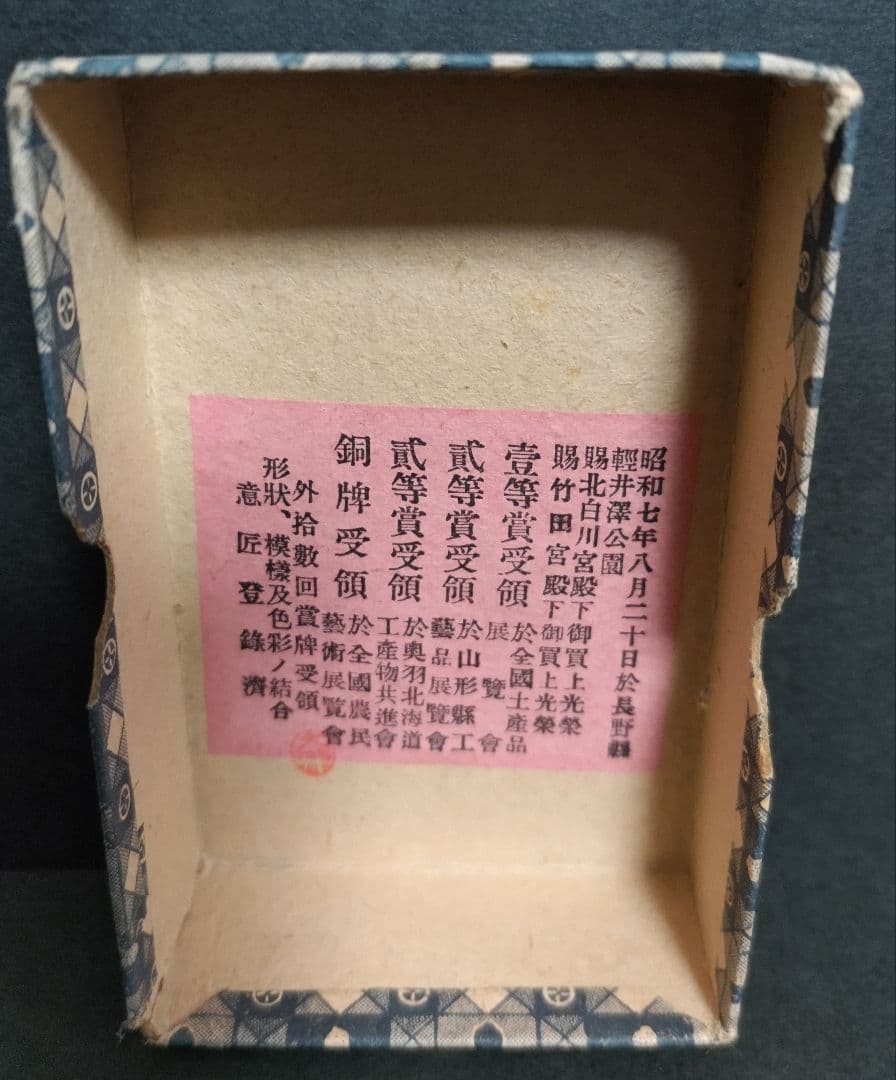 昭和七年八月二十日於長野縣
輕井澤公園
賜北白川宮殿下御買上光榮
賜竹田宮殿下御買上光榮
壹等賞受領 於全國土產品
展覽會
貳等賞受領 於山形縣工
藝品展覽會
貳等賞受領 於奧羽北海道
工產物共進會
銅牌受領 於全國農民
藝術展覽會
外拾數回賞牌受領
形狀、模樣及色彩ノ結合
意匠登錄濟